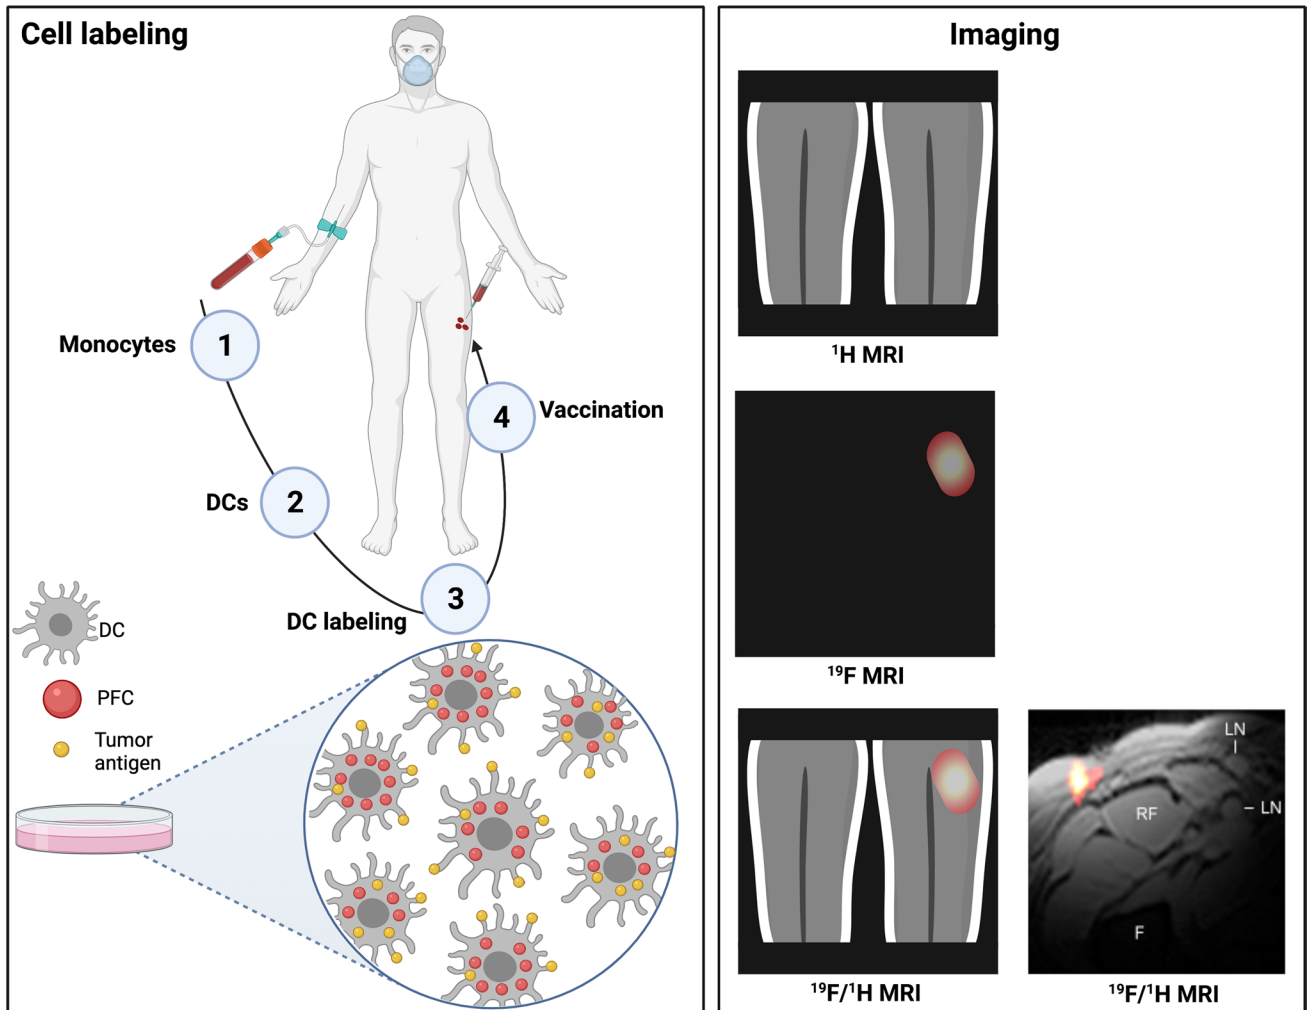 Cell labeling
Monocytes
1
2
DCs
3
DC labeling
4
Vaccination
DC
PFC
Tumor
antigen
Imaging
¹H MRI
¹⁹F MRI
¹⁹F/¹H MRI
LN
LN
RF
F
¹⁹F/¹H MRI